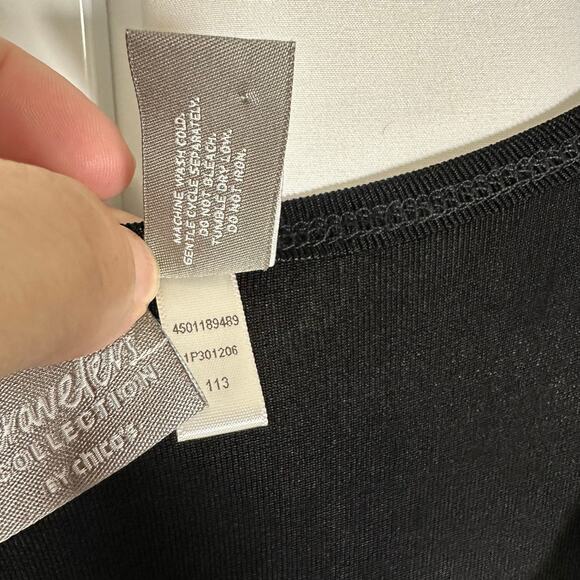 MACHINE WASH COLD,
GENTLE CYCLE SEPARATELY.
DO NOT BLEACH.
TUMBLE DRY LOW.
DO NOT IRON.
4501189489
1P301206
113
ravelers
COLLECTION
BY CHICO'S